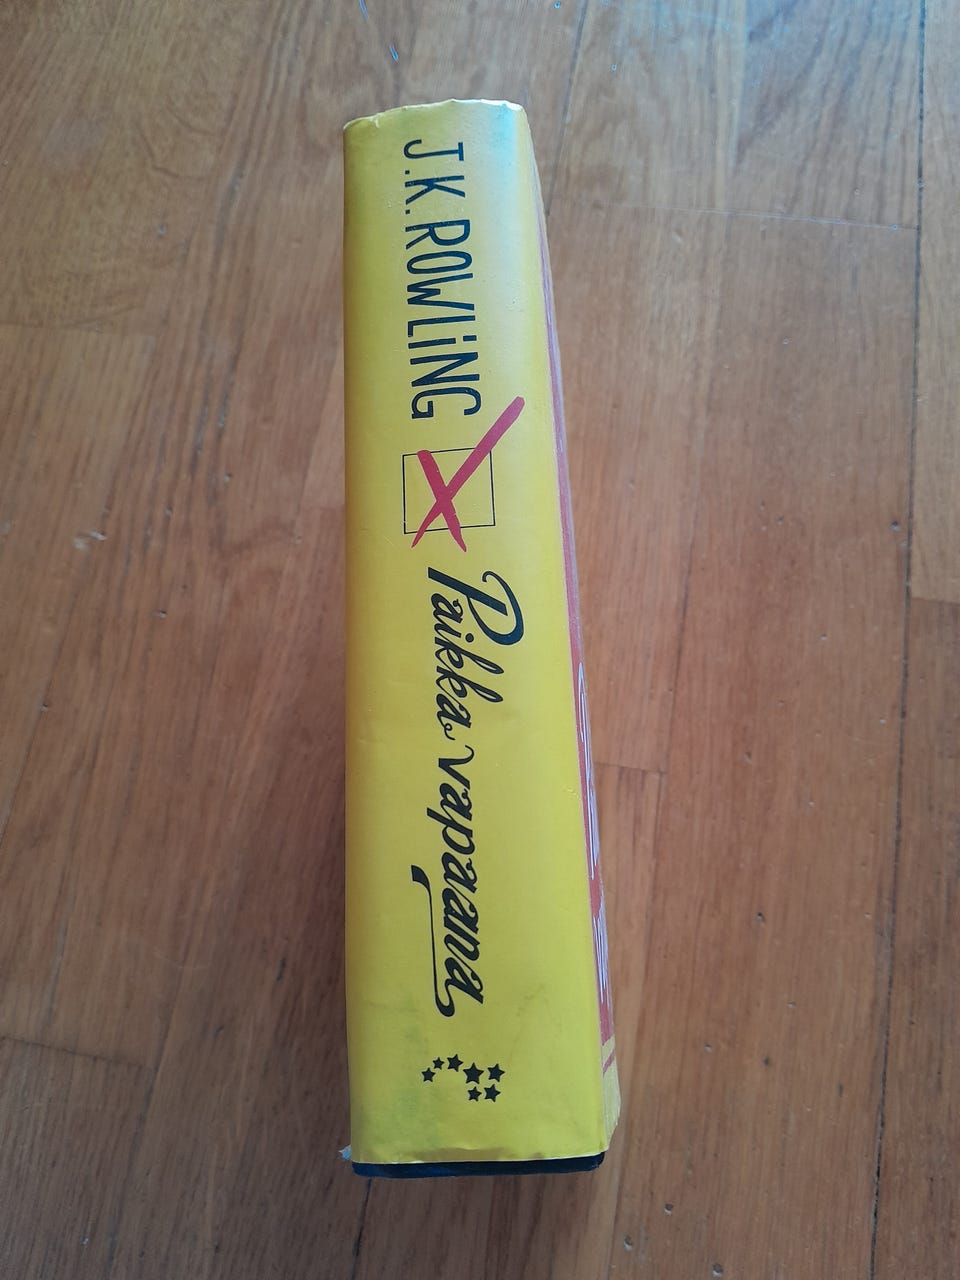 J.K. ROWLING
Paikka vapaana